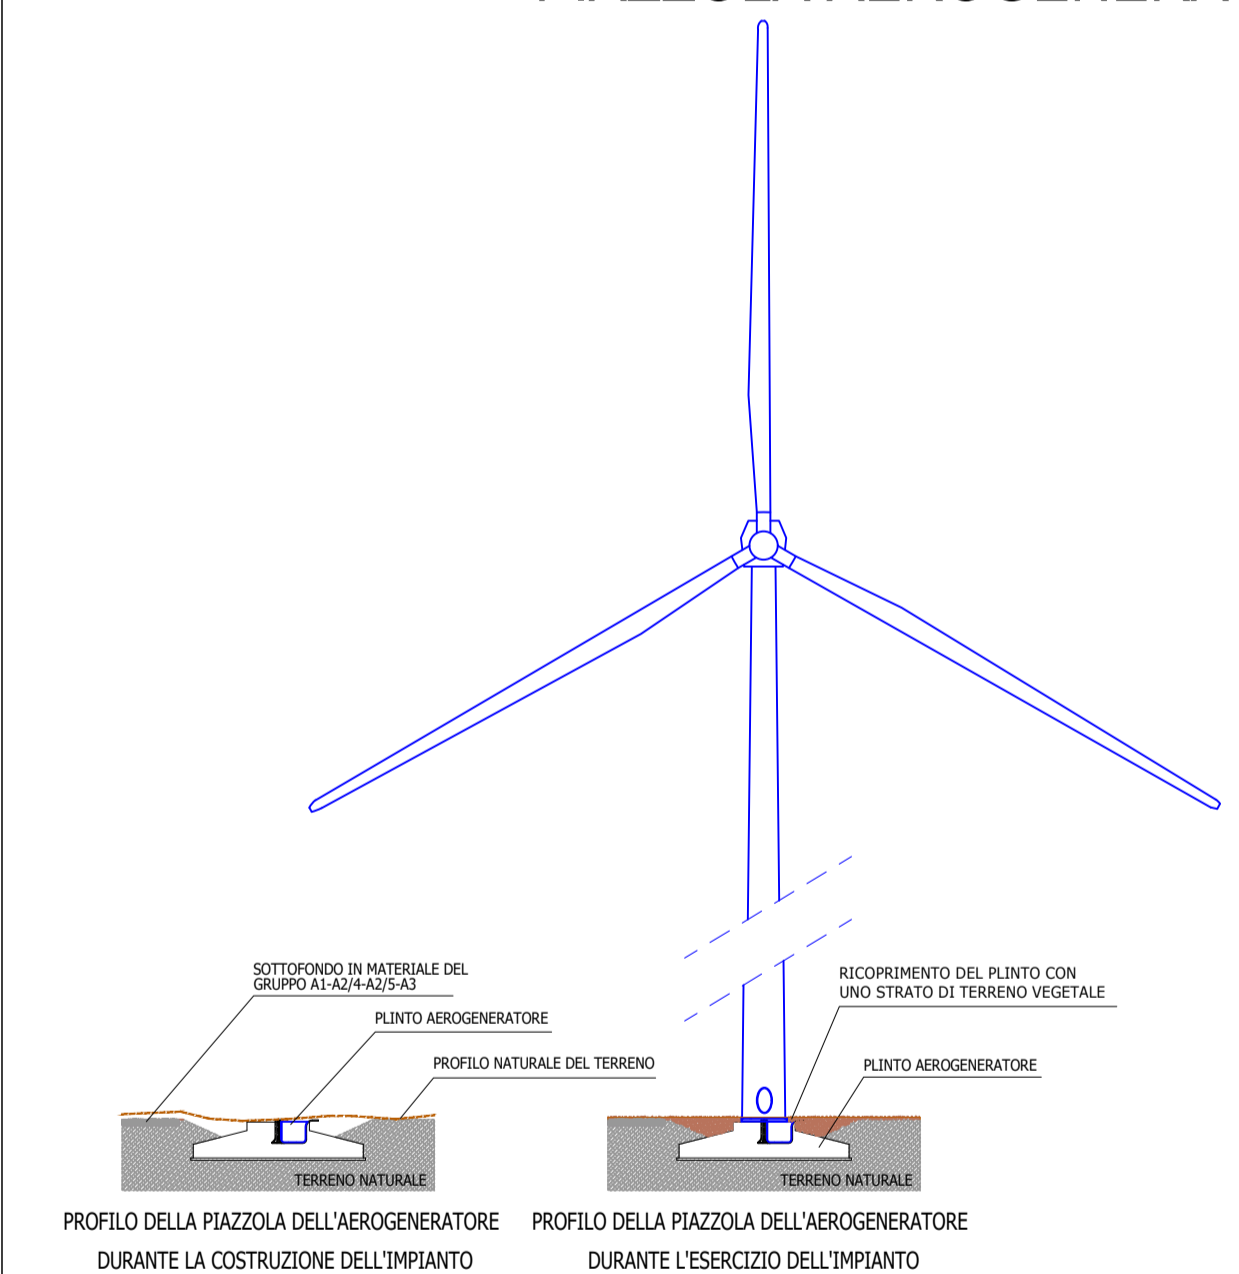 SOTTOFONDO IN MATERIALE DEL
GRUPPO A1-A2/4-A2/5-A3
PLINTO AEROGENERATORE
PROFILO NATURALE DEL TERRENO
TERRENO NATURALE
PROFILO DELLA PIAZZOLA DELL'AEROGENERATORE
DURANTE LA COSTRUZIONE DELL'IMPIANTO
RICOPRIMENTO DEL PLINTO CON
UNO STRATO DI TERRENO VEGETALE
PLINTO AEROGENERATORE
TERRENO NATURALE
PROFILO DELLA PIAZZOLA DELL'AEROGENERATORE
DURANTE L'ESERCIZIO DELL'IMPIANTO